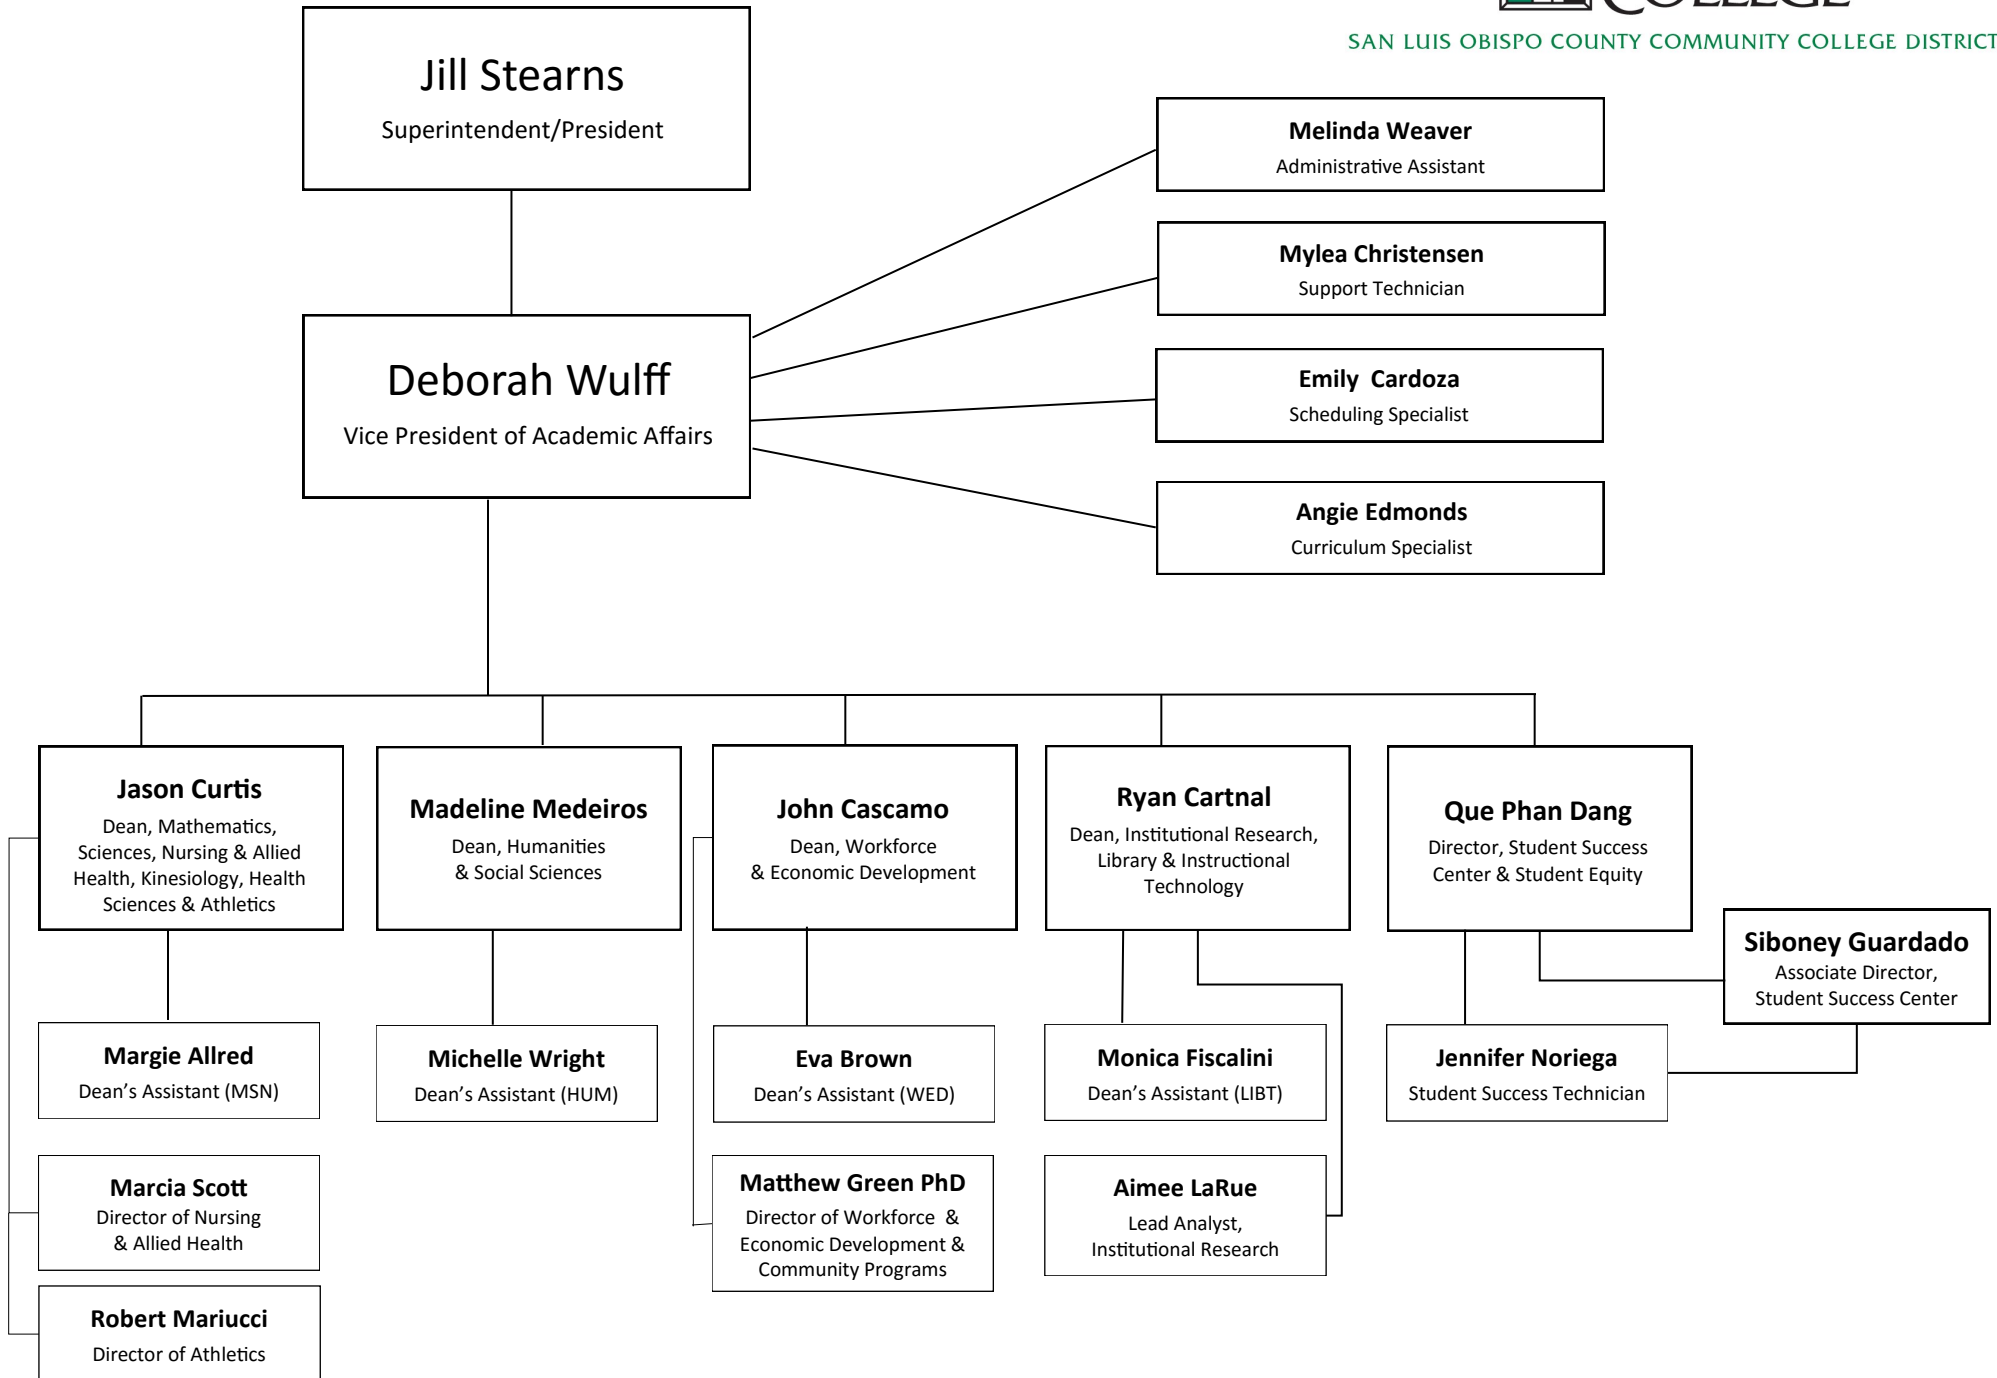 COLLEGE
SAN LUIS OBISPO COUNTY COMMUNITY COLLEGE DISTRICT
Jill Stearns
Superintendent/President
Melinda Weaver
Administrative Assistant
Mylea Christensen
Support Technician
Deborah Wulff
Vice President of Academic Affairs
Emily Cardoza
Scheduling Specialist
Angie Edmonds
Curriculum Specialist
Jason Curtis
Dean, Mathematics,
Sciences, Nursing & Allied
Health, Kinesiology, Health
Sciences & Athletics
Madeline Medeiros
Dean, Humanities
& Social Sciences
John Cascamo
Dean, Workforce
& Economic Development
Ryan Cartnal
Dean, Institutional Research,
Library & Instructional
Technology
Que Phan Dang
Director, Student Success
Center & Student Equity
Siboney Guardado
Associate Director,
Student Success Center
Margie Allred
Dean’s Assistant (MSN)
Michelle Wright
Dean’s Assistant (HUM)
Eva Brown
Dean’s Assistant (WED)
Monica Fiscalini
Dean’s Assistant (LIBT)
Jennifer Noriega
Student Success Technician
Marcia Scott
Director of Nursing
& Allied Health
Matthew Green PhD
Director of Workforce &
Economic Development &
Community Programs
Aimee LaRue
Lead Analyst,
Institutional Research
Robert Mariucci
Director of Athletics